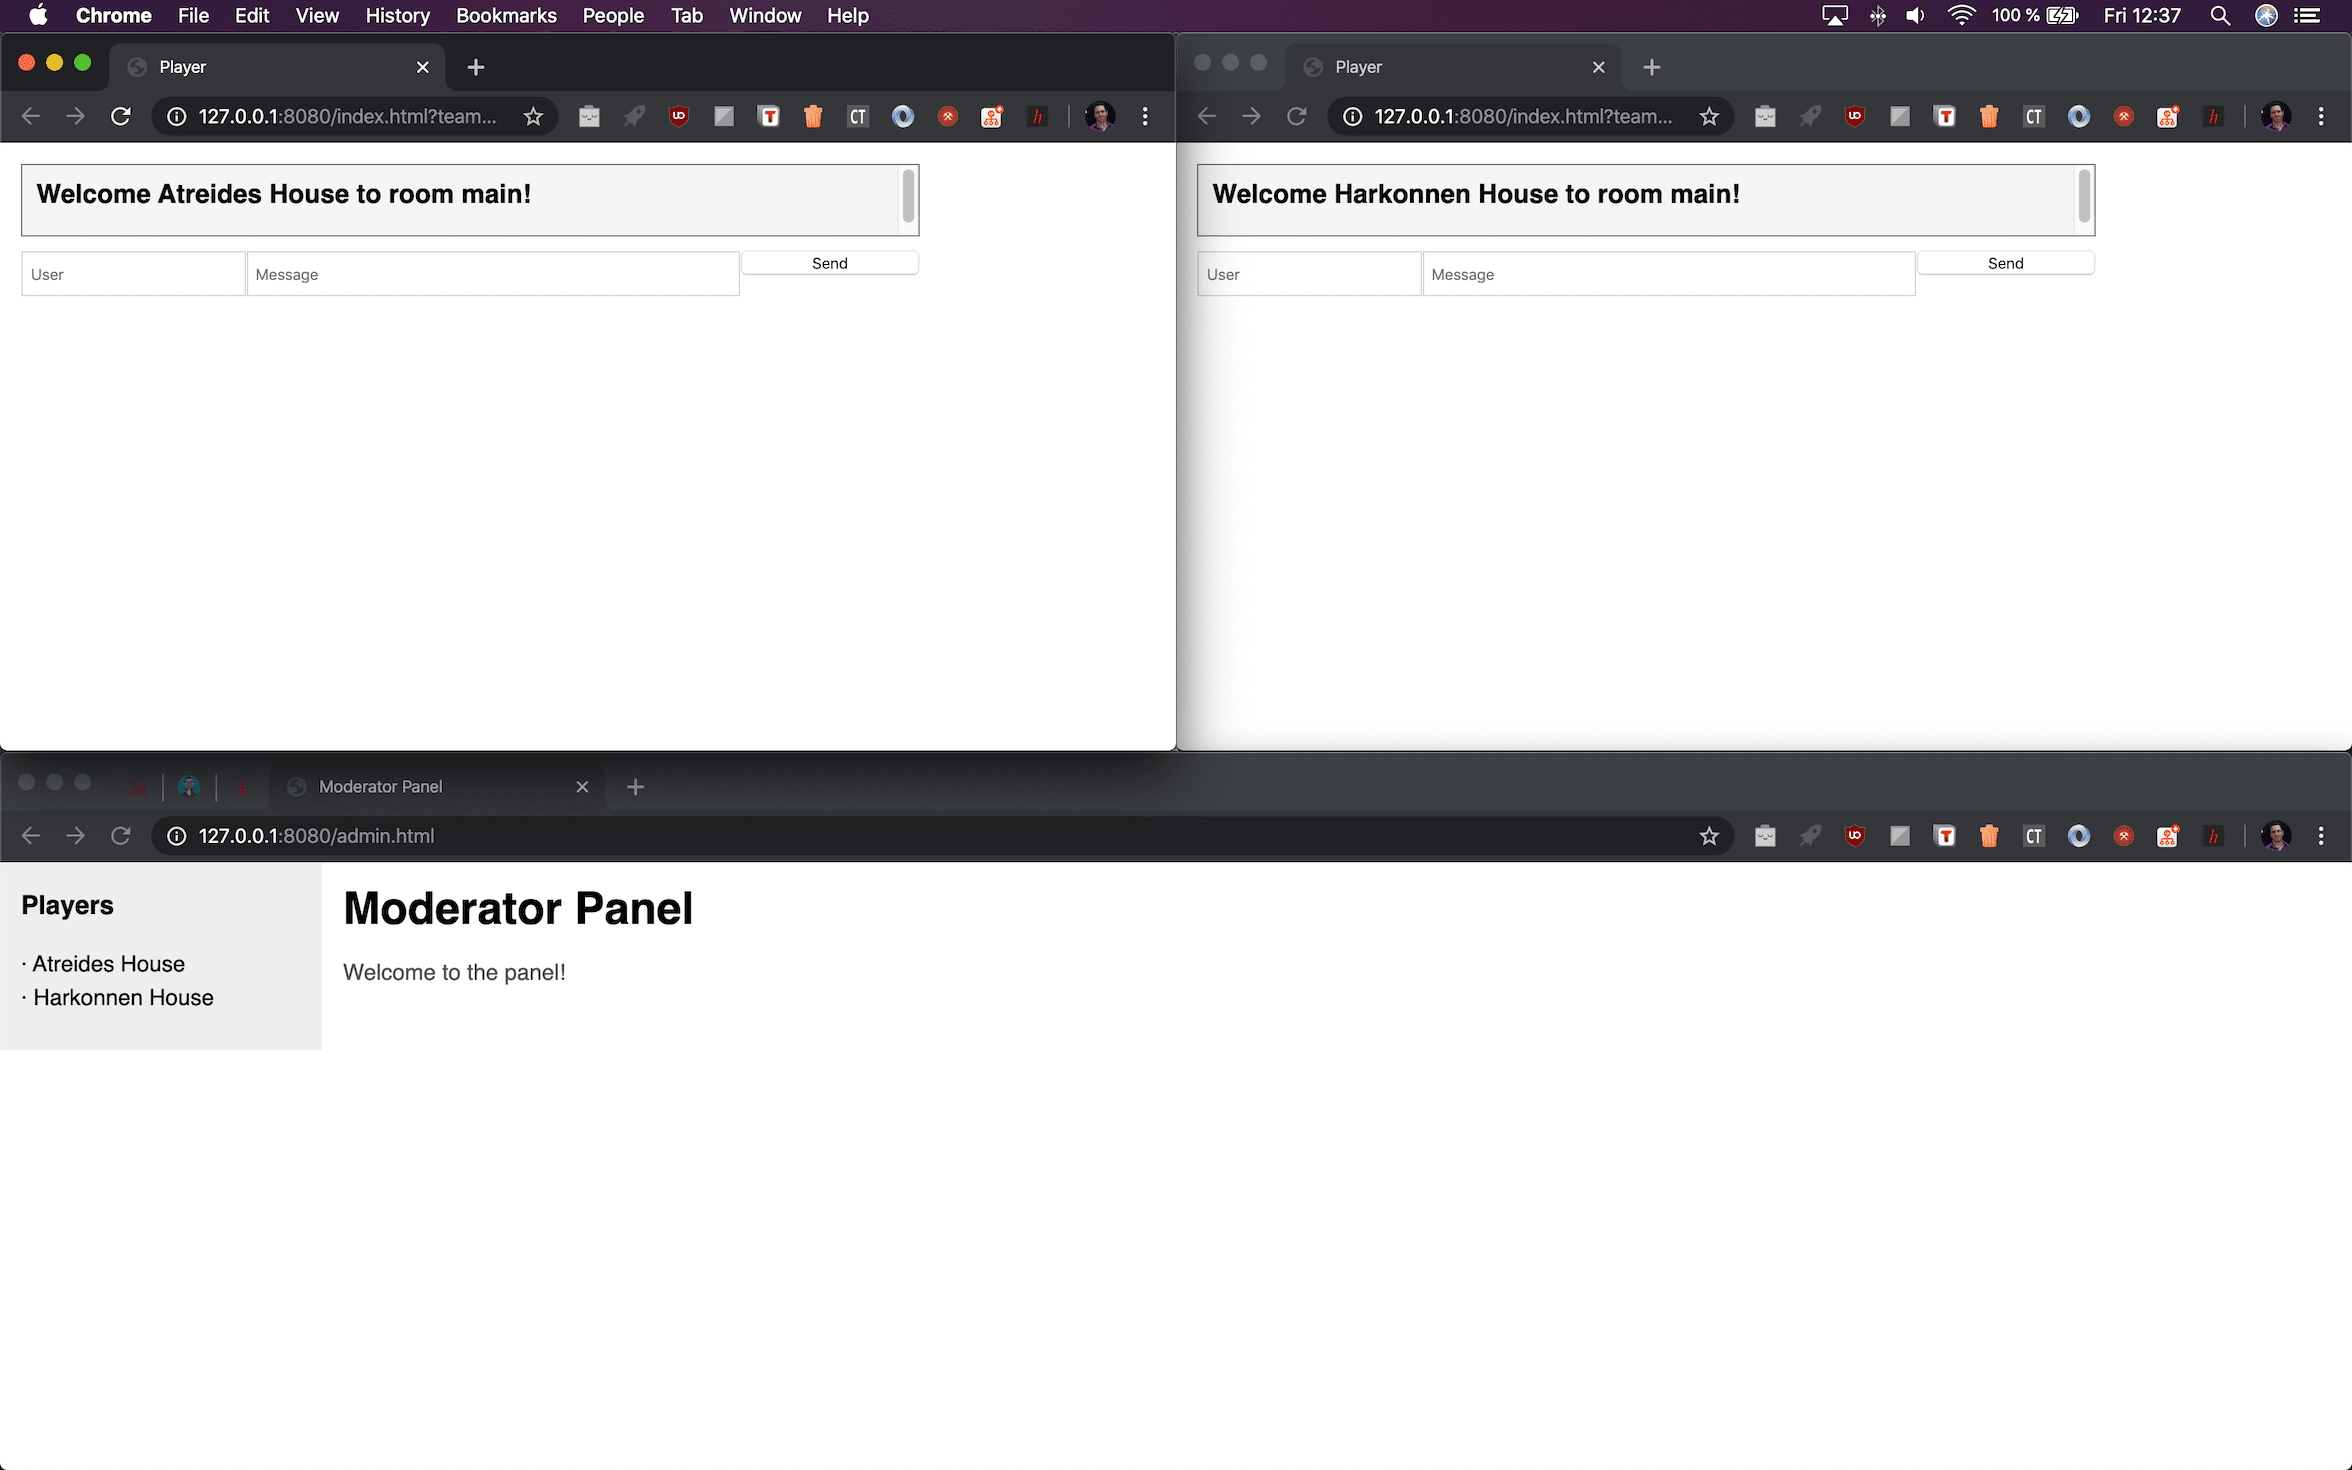 Chrome File Edit View History Bookmarks People Tab Window Help 100 % Fri 12:37
Player
127.0.0.1:8080/index.html?team...
CT
h
Welcome Atreides House to room main!
User Message Send
Player
127.0.0.1:8080/index.html?team...
CT
h
Welcome Harkonnen House to room main!
User Message Send
Moderator Panel
127.0.0.1:8080/admin.html
CT
h
Players
· Atreides House
· Harkonnen House
Moderator Panel
Welcome to the panel!